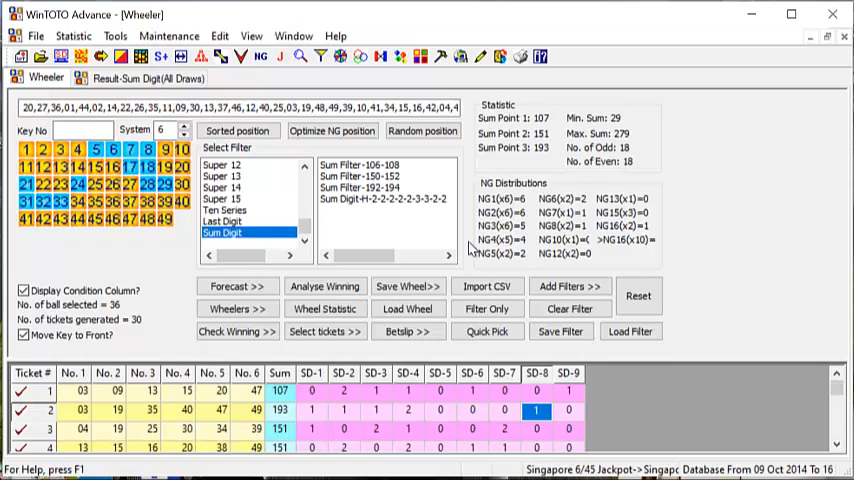 WinTOTO Advance - [Wheeler]
File Statistic Tools Maintenance Edit View Window Help
Wheeler Result-Sum Digit(All Draws)
20,27,36,01,44,02,14,22,26,35,11,09,30,13,37,46,12,40,25,03,19,48,49,39,10,41,34,15,16,42,04,4
Key No System 6
Sorted position Optimize NG position Random position
1 2 3 4 5 6 7 8 9 10
11 12 13 14 15 16 17 18 19 20
21 22 23 24 25 26 27 28 29 30
31 32 33 34 35 36 37 38 39 40
41 42 43 44 45 46 47 48 49
Select Filter
Super 12
Super 13
Super 14
Super 15
Ten Series
Last Digit
Sum Digit
Sum Filter-106-108
Sum Filter-150-152
Sum Filter-192-194
Sum Digit-H-2-2-2-2-2-3-3-2-2
Statistic
Sum Point 1: 107 Min. Sum: 29
Sum Point 2: 151 Max. Sum: 279
Sum Point 3: 193 No. of Odd: 18
No. of Even: 18
NG Distributions
NG1(x6)=6 NG6(x2)=2 NG13(x1)=0
NG2(x6)=6 NG7(x1)=1 NG15(x3)=0
NG3(x6)=5 NG8(x2)=1 NG16(x2)=1
NG4(x5)=4 NG10(x1)=( >NG16(x10)=
NG5(x2)=2 NG12(x2)=0
Display Condition Column?
No. of ball selected = 36
No. of tickets generated = 30
Move Key to Front?
Forecast >> Analyse Winning Save Wheel>> Import CSV Add Filters >> Reset
Wheelers >> Wheel Statistic Load Wheel Filter Only Clear Filter
Check Winning >> Select tickets >> Betslip >> Quick Pick Save Filter Load Filter
Ticket # No. 1 No. 2 No. 3 No. 4 No. 5 No. 6 Sum SD-1 SD-2 SD-3 SD-4 SD-5 SD-6 SD-7 SD-8 SD-9
1 03 09 13 15 20 47 107 0 2 1 1 0 1 0 0 1
2 03 19 35 40 47 49 193 1 1 1 2 0 0 0 1 0
3 04 19 25 30 34 39 151 1 0 2 1 0 0 2 0 0
4 13 15 16 20 38 49 151 0 2 0 2 0 1 1 0 0
For Help, press F1
Singapore 6/45 Jackpot->Singapo Database From 09 Oct 2014 To 16